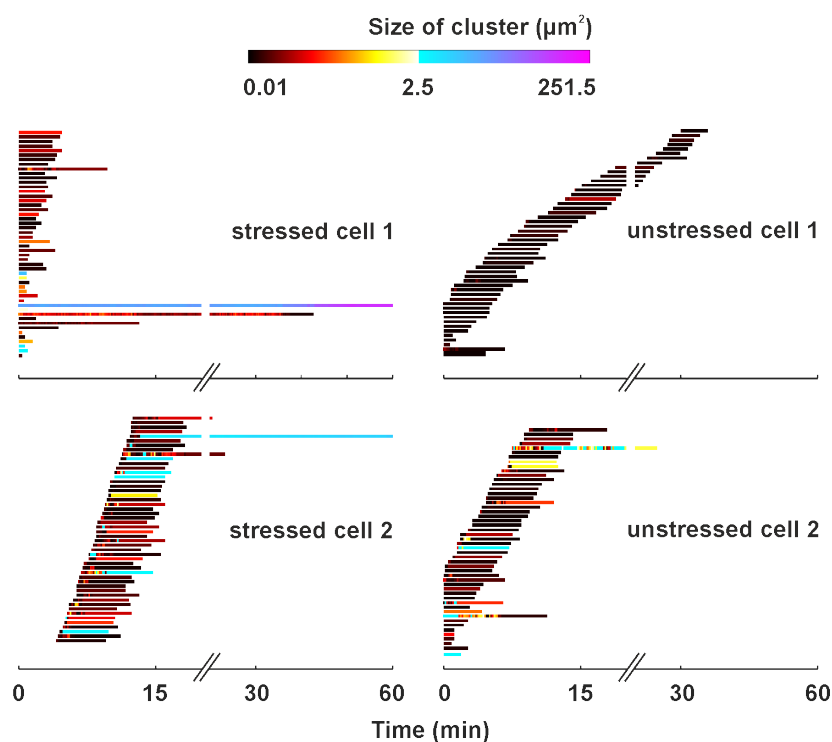 Size of cluster (µm²)
0.01 2.5 251.5
stressed cell 1
unstressed cell 1
stressed cell 2
unstressed cell 2
0 15 30 60 0 15 30 60
Time (min)